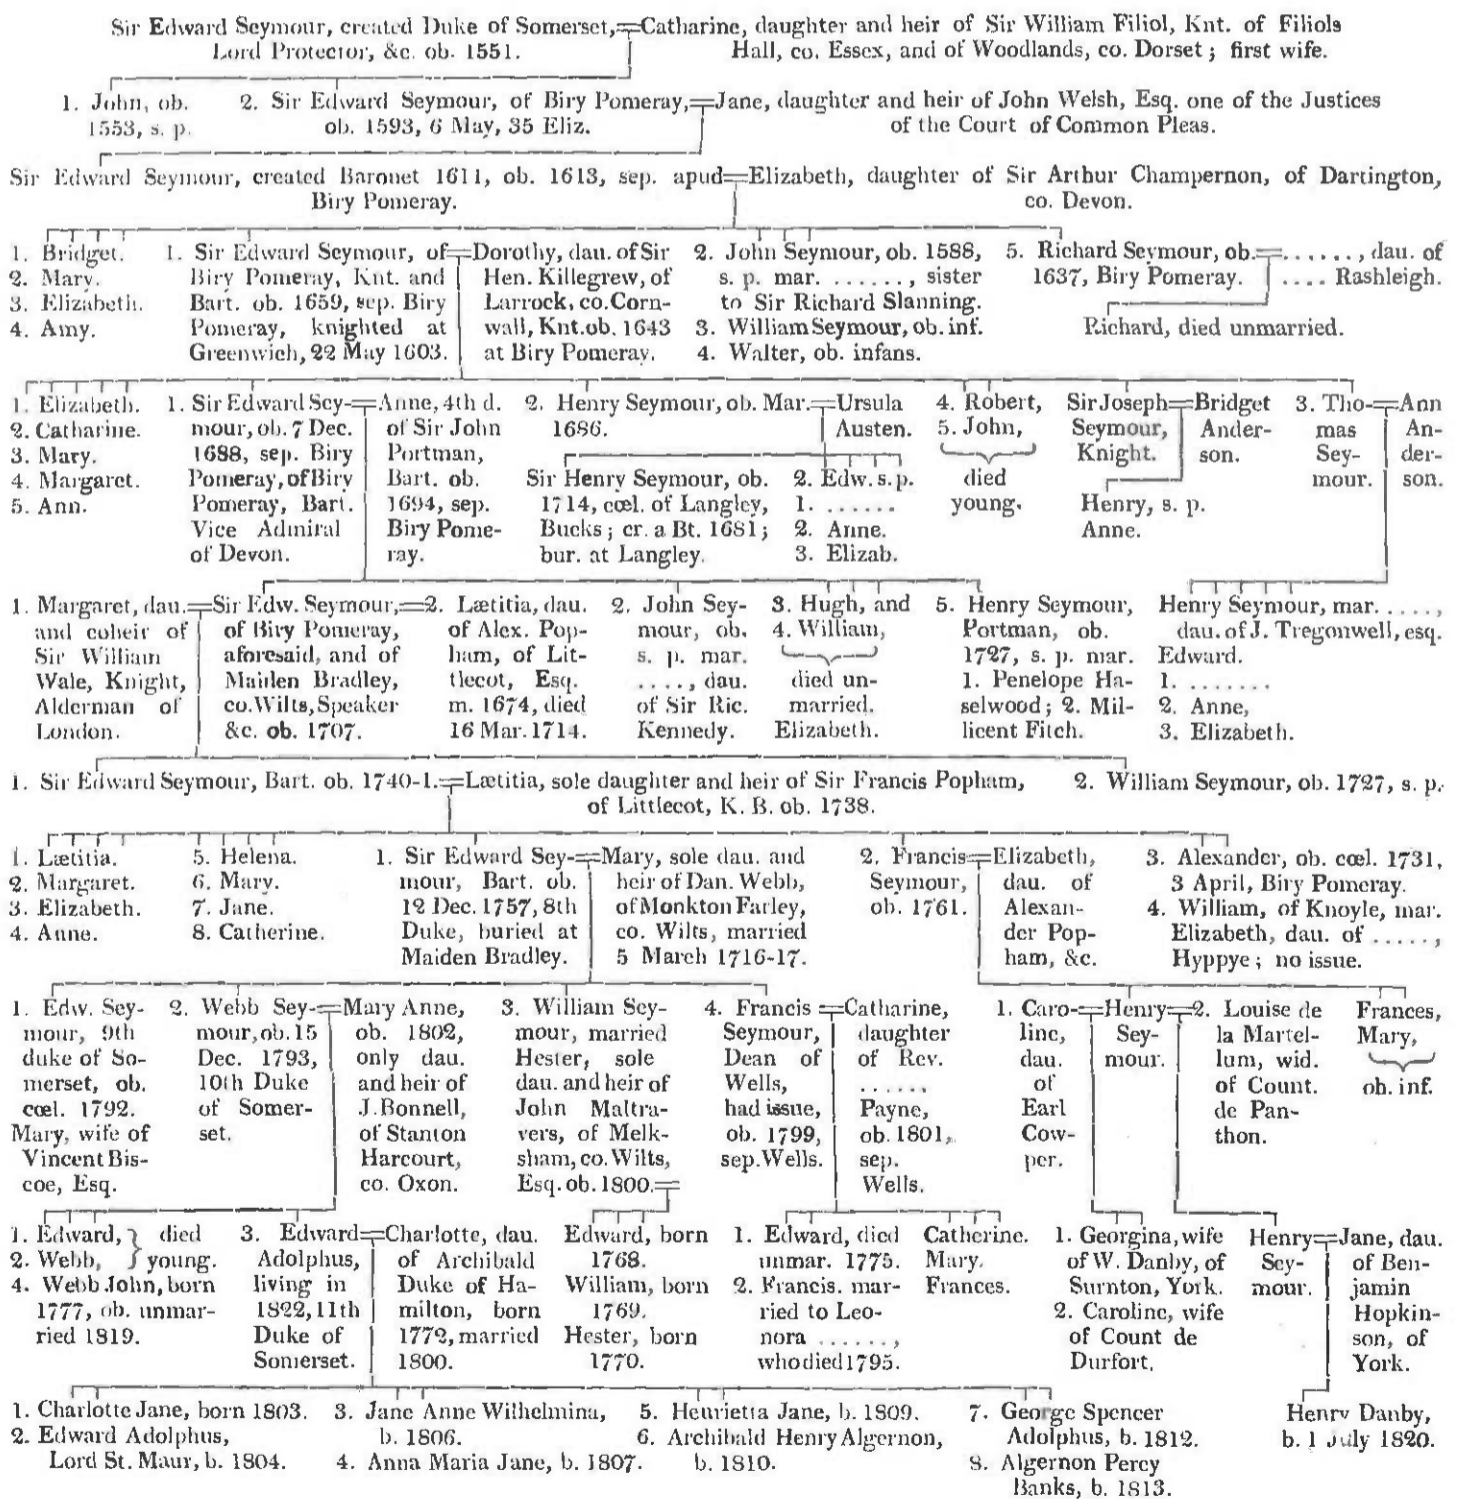 Sir Edward Seymour, created Duke of Somerset,=Catharine, daughter and heir of Sir William Filiol, Knt. of Filiols
Lord Protector, &c. ob. 1551. Hall, co. Essex, and of Woodlands, co. Dorset; first wife.
1. John, ob.
1553, s. p.
2. Sir Edward Seymour, of Biry Pomeray,=Jane, daughter and heir of John Welsh, Esq. one of the Justices
ob. 1593, 6 May, 35 Eliz. of the Court of Common Pleas.
Sir Edward Seymour, created Baronet 1611, ob. 1613, sep. apud=Elizabeth, daughter of Sir Arthur Champernon, of Dartington,
Biry Pomeray. co. Devon.
1. Bridget.
2. Mary.
3. Elizabeth.
4. Amy.
1. Sir Edward Seymour, of=
Biry Pomeray, Knt. and
Bart. ob. 1659, sep. Biry
Pomeray, knighted at
Greenwich, 22 May 1603.
Dorothy, dau. of Sir
Hen. Killegrew, of
Larrock, co. Corn-
wall, Knt. ob. 1643
at Biry Pomeray.
2. John Seymour, ob. 1588,
s. p. mar. ......, sister
to Sir Richard Slanning.
3. William Seymour, ob. inf.
4. Walter, ob. infans.
5. Richard Seymour, ob.=......, dau. of
1637, Biry Pomeray. .... Rashleigh.
Richard, died unmarried.
1. Elizabeth.
2. Catharine.
3. Mary.
4. Margaret.
5. Ann.
1. Sir Edward Sey-=
mour, ob. 7 Dec.
1688, sep. Biry
Pomeray, of Biry
Pomeray, Bart.
Vice Admiral
of Devon.
Anne, 4th d.
of Sir John
Portman,
Bart. ob.
1694, sep.
Biry Pome-
ray.
2. Henry Seymour, ob. Mar.=Ursula
1686. Austen.
Sir Henry Seymour, ob.
1714, cœl. of Langley,
Bucks; cr. a Bt. 1681;
bur. at Langley.
2. Edw. s. p.
1. ......
2. Anne.
3. Elizab.
4. Robert,
5. John,
died
young.
Sir Joseph=
Seymour,
Knight.
Bridget
Ander-
son.
Henry, s. p.
Anne.
3. Tho-=
mas
Sey-
mour.
Ann
An-
der-
son.
1. Margaret, dau.=
and coheir of
Sir William
Wale, Knight,
Alderman of
London.
Sir Edw. Seymour,=
of Biry Pomeray,
aforesaid, and of
Maiden Bradley,
co. Wilts, Speaker
&c. ob. 1707.
2. Lætitia, dau.
of Alex. Pop-
ham, of Lit-
tlecot, Esq.
m. 1674, died
16 Mar. 1714.
2. John Sey-
mour, ob.
s. p. mar.
...., dau.
of Sir Ric.
Kennedy.
3. Hugh, and
4. William,
died un-
married.
Elizabeth.
5. Henry Seymour,
Portman, ob.
1727, s. p. mar.
1. Penelope Ha-
selwood; 2. Mil-
licent Fitch.
Henry Seymour, mar. .....,
dau. of J. Tregonwell, esq.
Edward.
1. .......
2. Anne,
3. Elizabeth.
1. Sir Edward Seymour, Bart. ob. 1740-1.=Lætitia, sole daughter and heir of Sir Francis Popham,
of Littlecot, K. B. ob. 1738.
2. William Seymour, ob. 1727, s. p.
1. Lætitia.
2. Margaret.
3. Elizabeth.
4. Anne.
5. Helena.
6. Mary.
7. Jane.
8. Catherine.
1. Sir Edward Sey-=
mour, Bart. ob.
12 Dec. 1757, 8th
Duke, buried at
Maiden Bradley.
Mary, sole dau. and
heir of Dan. Webb,
of Monkton Farley,
co. Wilts, married
5 March 1716-17.
2. Francis=
Seymour,
ob. 1761.
Elizabeth,
dau. of
Alexan-
der Pop-
ham, &c.
3. Alexander, ob. cœl. 1731,
3 April, Biry Pomeray.
4. William, of Knoyle, mar.
Elizabeth, dau. of .....,
Hyppye; no issue.
1. Edw. Sey-
mour, 9th
duke of So-
merset, ob.
cœl. 1792.
Mary, wife of
Vincent Bis-
coe, Esq.
2. Webb Sey-=
mour, ob. 15
Dec. 1793,
10th Duke
of Somer-
set.
Mary Anne,
ob. 1802,
only dau.
and heir of
J. Bonnell,
of Stanton
Harcourt,
co. Oxon.
3. William Sey-
mour, married
Hester, sole
dau. and heir of
John Maltra-
vers, of Melk-
sham, co. Wilts,
Esq. ob. 1800.=
4. Francis=
Seymour,
Dean of
Wells,
had issue,
ob. 1799,
sep. Wells.
Catharine,
daughter
of Rev.
......
Payne,
ob. 1801,
sep.
Wells.
1. Caro-=
line,
dau.
of
Earl
Cow-
per.
Henry=
Sey-
mour.
2. Louise de
la Martel-
lum, wid.
of Count.
de Pan-
thon.
Frances,
Mary,
ob. inf.
1. Edward,
2. Webb,
died
young.
4. Webb John, born
1777, ob. unmar-
ried 1819.
3. Edward=
Adolphus,
living in
1822, 11th
Duke of
Somerset.
Charlotte, dau.
of Archibald
Duke of Ha-
milton, born
1772, married
1800.
Edward, born
1768.
William, born
1769.
Hester, born
1770.
1. Edward, died
unmar. 1775.
2. Francis. mar-
ried to Leo-
nora ......,
who died 1795.
Catherine.
Mary.
Frances.
1. Georgina, wife
of W. Danby, of
Surnton, York.
2. Caroline, wife
of Count de
Durfort.
Henry=
Sey-
mour.
Jane, dau.
of Ben-
jamin
Hopkin-
son, of
York.
1. Charlotte Jane, born 1803.
2. Edward Adolphus,
Lord St. Maur, b. 1804.
3. Jane Anne Wilhelmina,
b. 1806.
4. Anna Maria Jane, b. 1807.
5. Henrietta Jane, b. 1809.
6. Archibald Henry Algernon,
b. 1810.
7. George Spencer
Adolphus, b. 1812.
8. Algernon Percy
Banks, b. 1813.
Henry Danby,
b. 1 July 1820.